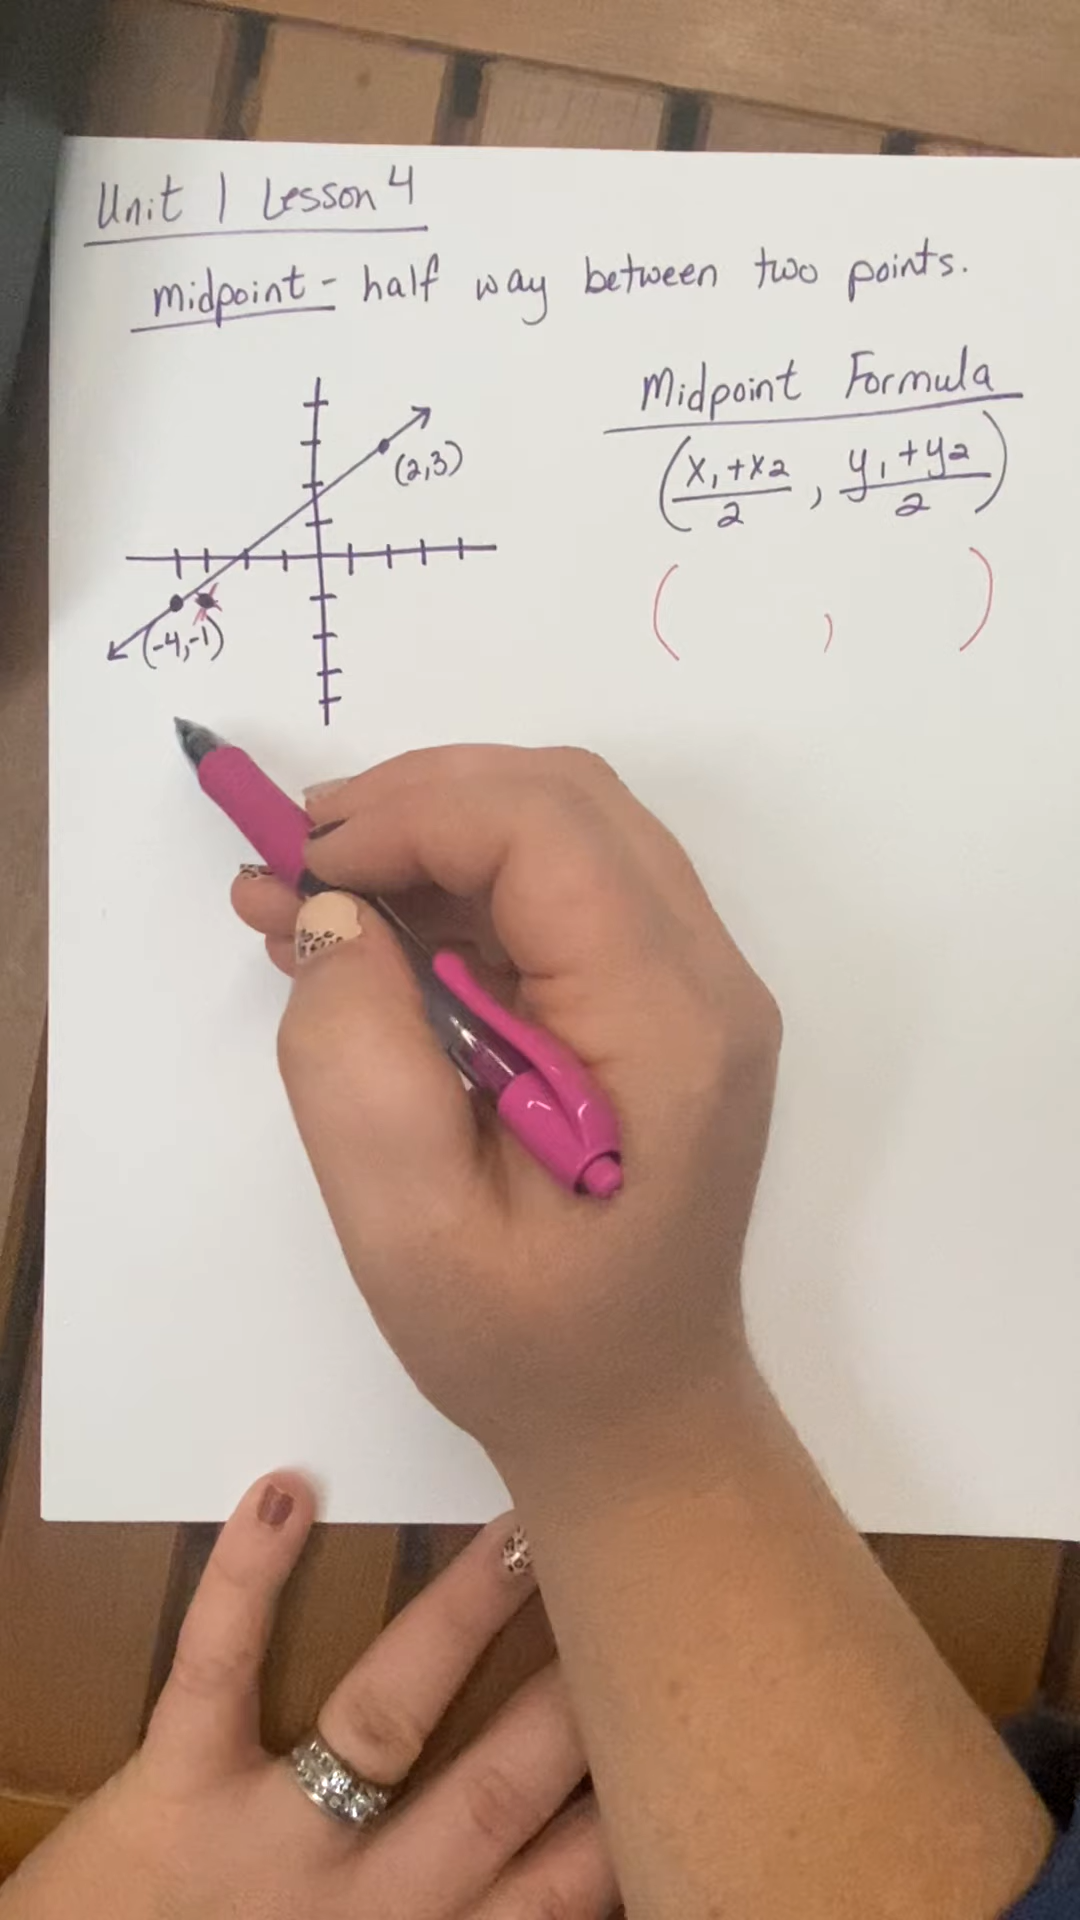 Unit 1 Lesson 4
midpoint - half way between two points.
Midpoint Formula
(x₁+x₂/2, y₁+y₂/2)
(2,3)
(-4,-1)
( , )